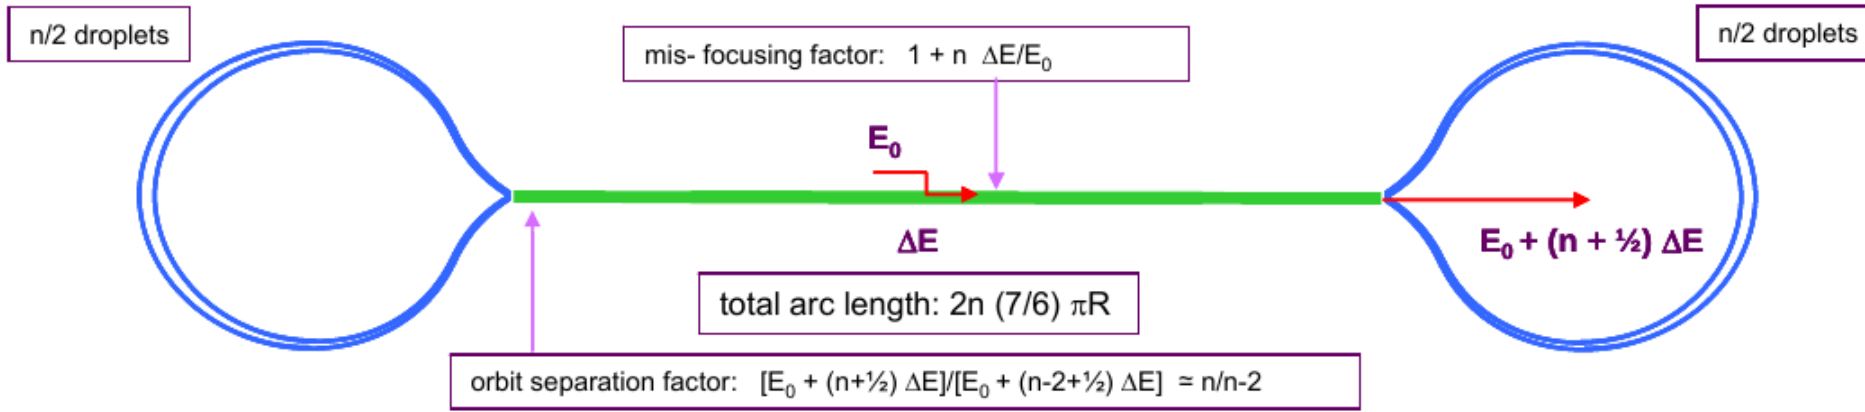 n/2 droplets
n/2 droplets
mis- focusing factor: 1 + n ΔE/E₀
E₀
ΔE
E₀ + (n + ½) ΔE
total arc length: 2n (7/6) πR
orbit separation factor: [E₀ + (n+½) ΔE]/[E₀ + (n-2+½) ΔE] ≃ n/n-2